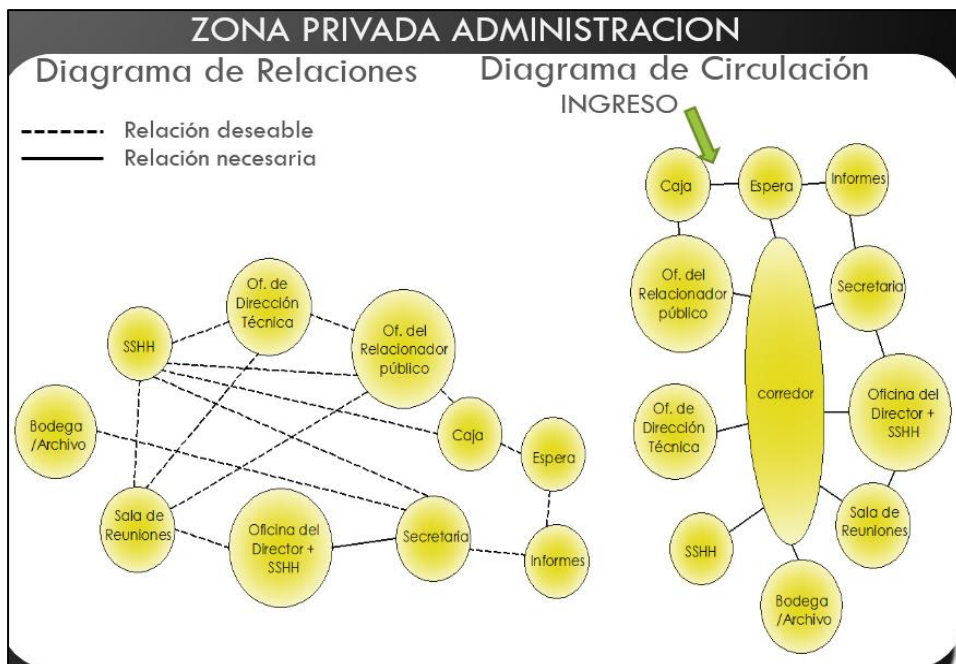 ZONA PRIVADA ADMINISTRACION
Diagrama de Relaciones
Relación deseable
Relación necesaria
Of. de
Dirección
Técnica
SSHH
Of. del
Relacionador
público
Bodega
/Archivo
Caja
Espera
Sala de
Reuniones
Oficina del
Director +
SSHH
Secretaría
Informes
Diagrama de Circulación
INGRESO
Caja
Espera
Informes
Of. del
Relacionador
público
Secretaria
corredor
Oficina del
Director +
SSHH
Of. de
Dirección
Técnica
Sala de
Reuniones
SSHH
Bodega
/Archivo